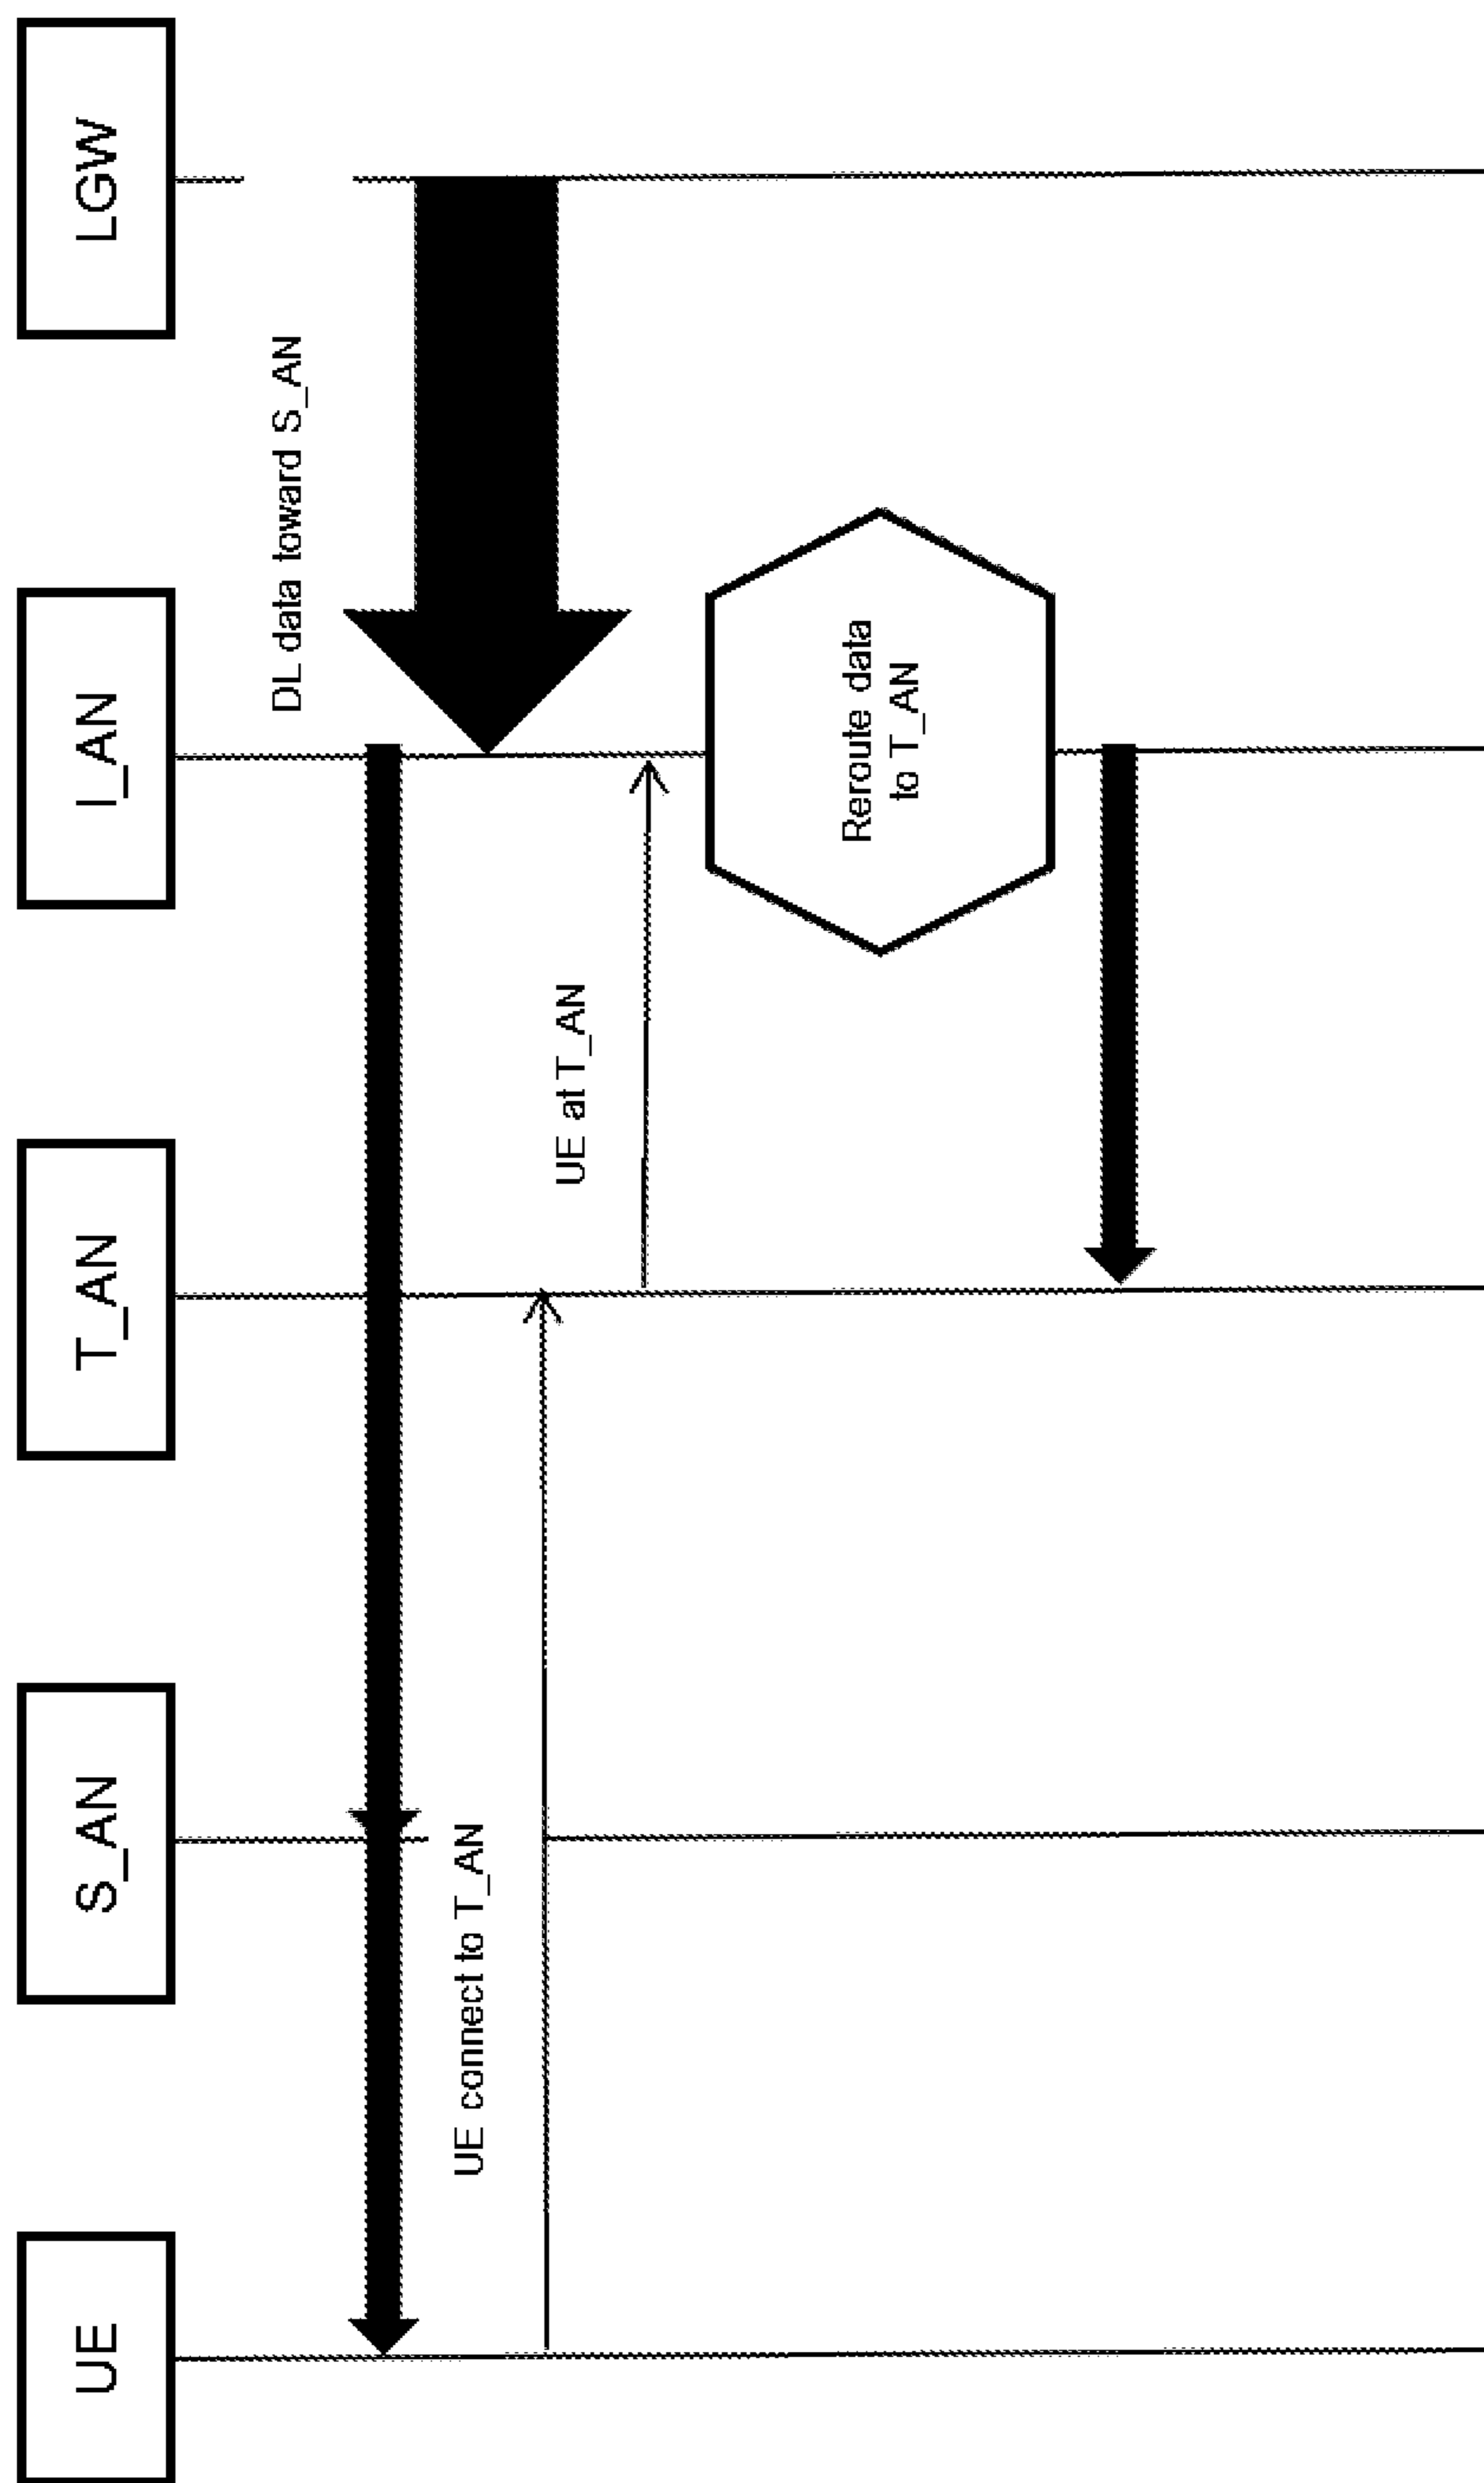 UE
S_AN
T_AN
I_AN
LGW
DL data toward S_AN
UE connect to T_AN
UE at T_AN
Reroute data
to T_AN